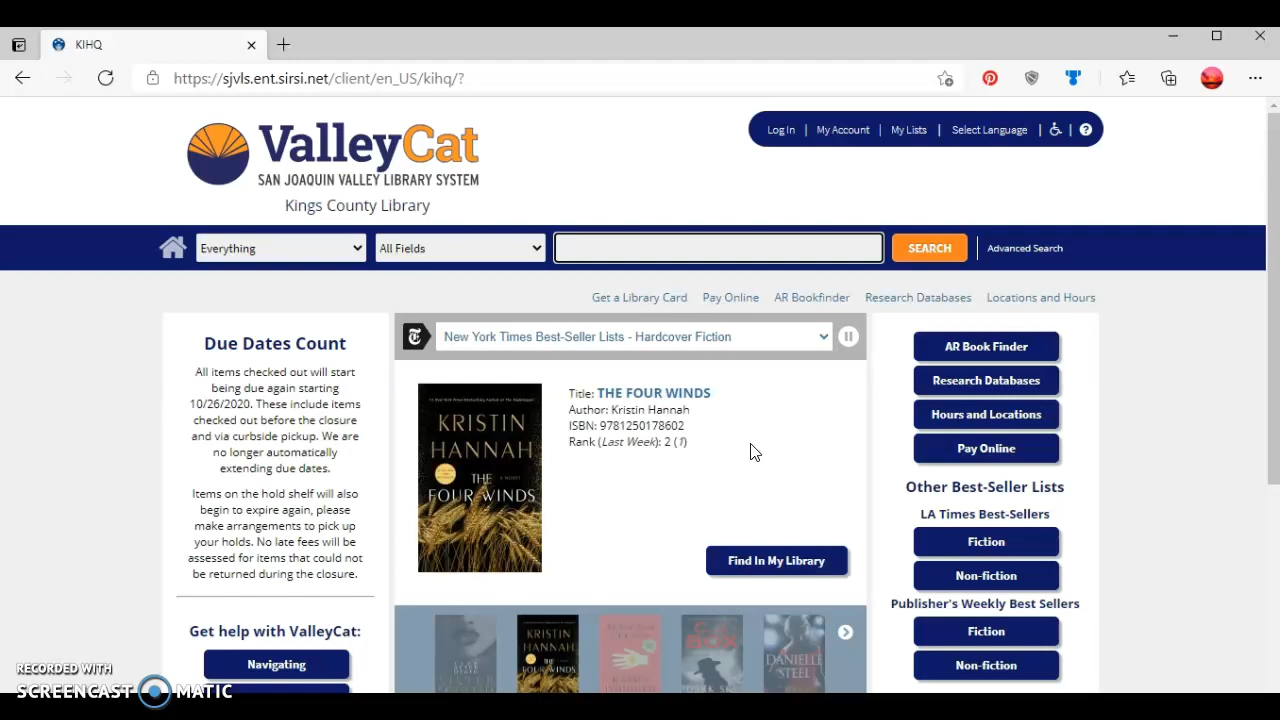 KIHQ
https://sjvls.ent.sirsi.net/client/en_US/kihq/?
ValleyCat
SAN JOAQUIN VALLEY LIBRARY SYSTEM
Kings County Library
Log In | My Account | My Lists | Select Language | | ?
Everything
All Fields
SEARCH
Advanced Search
Get a Library Card Pay Online AR Bookfinder Research Databases Locations and Hours
Due Dates Count
All items checked out will start
being due again starting
10/26/2020. These include items
checked out before the closure
and via curbside pickup. We are
no longer automatically
extending due dates.
Items on the hold shelf will also
begin to expire again, please
make arrangements to pick up
your holds. No late fees will be
assessed for items that could not
be returned during the closure.
Get help with ValleyCat:
Navigating
New York Times Best-Seller Lists - Hardcover Fiction
KRISTIN
HANNAH
THE
FOUR WINDS
Title: THE FOUR WINDS
Author: Kristin Hannah
ISBN: 9781250178602
Rank (Last Week): 2 (1)
Find In My Library
KRISTIN
HANNAH
THE
FOUR WINDS
C.J.
BOX
DANIELLE
STEEL
AR Book Finder
Research Databases
Hours and Locations
Pay Online
Other Best-Seller Lists
LA Times Best-Sellers
Fiction
Non-fiction
Publisher's Weekly Best Sellers
Fiction
Non-fiction
RECORDED WITH
SCREENCAST MATIC